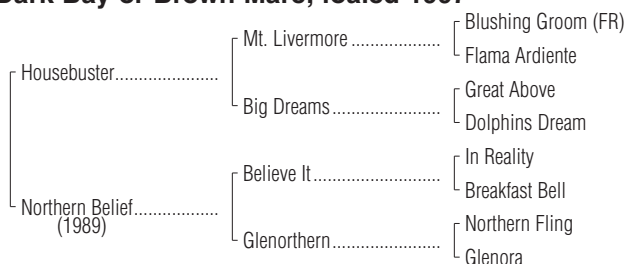 Dark Bay or Brown Mare; foaled
Blushing Groom (FR)
Mt. Livermore ...................
Flama Ardiente
Housebuster......................
Great Above
Big Dreams .......................
Dolphins Dream
In Reality
Believe It ...........................
Breakfast Bell
Northern Belief..................
(1989)
Northern Fling
Glenorthern.......................
Glenora